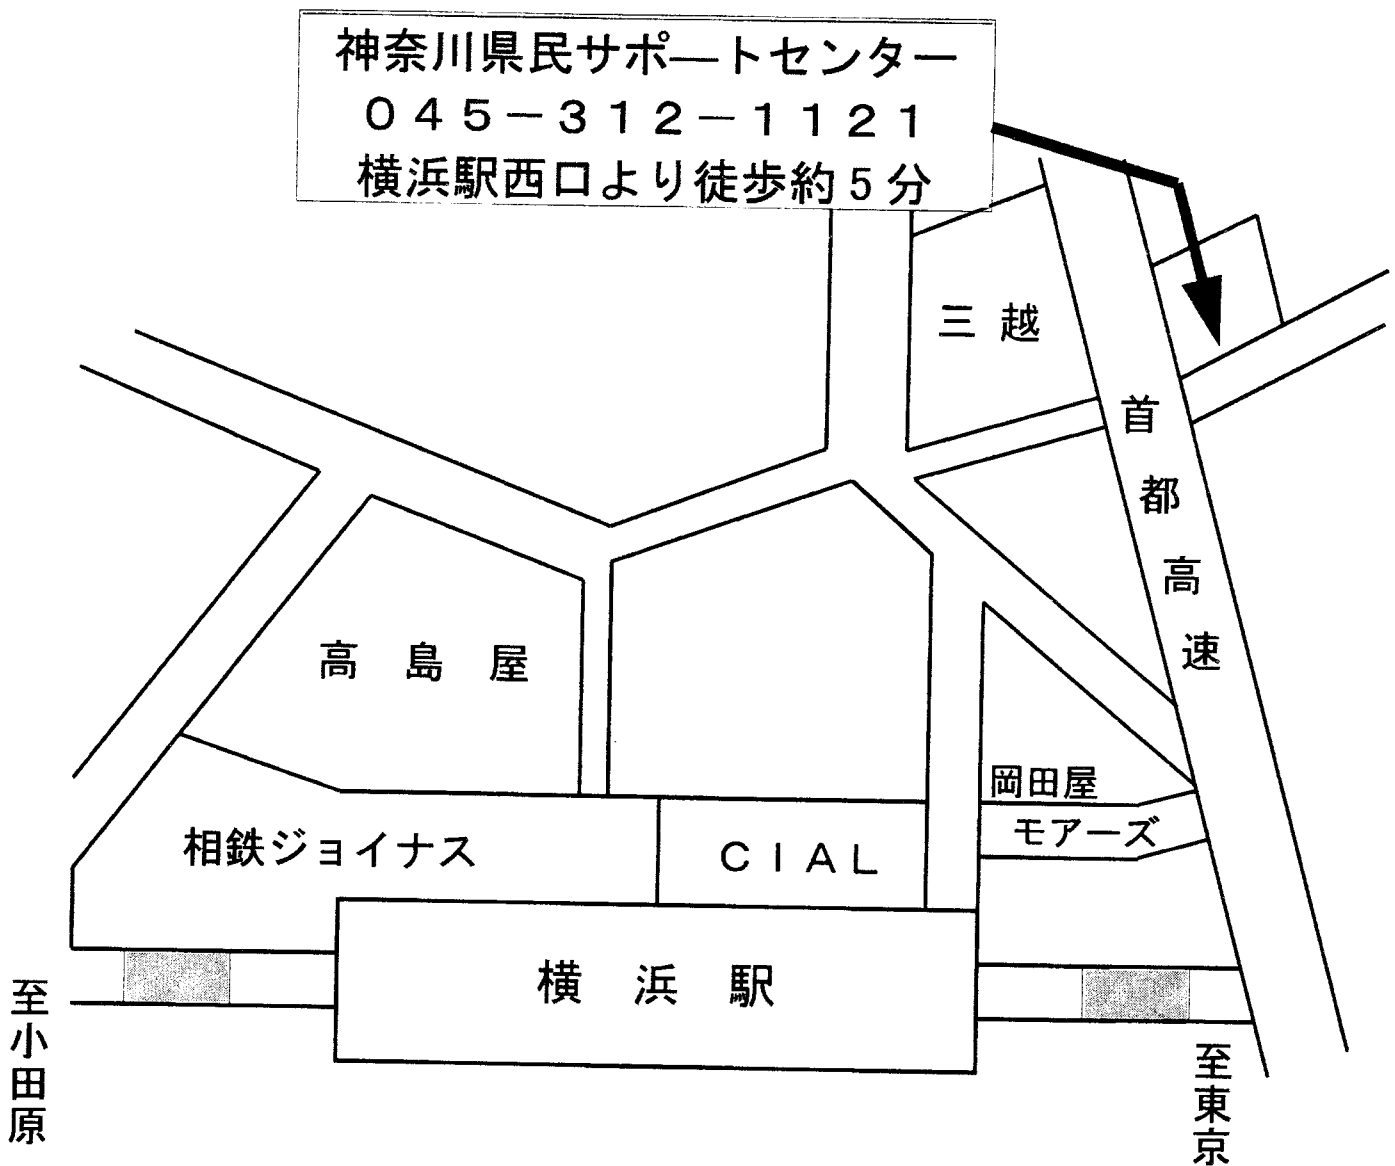 神奈川県民サポートセンター
０４５－３１２－１１２１
横浜駅西口より徒歩約５分
三越
首都高速
高島屋
岡田屋
モアーズ
相鉄ジョイナス
ＣＩＡＬ
横浜駅
至小田原
至東京